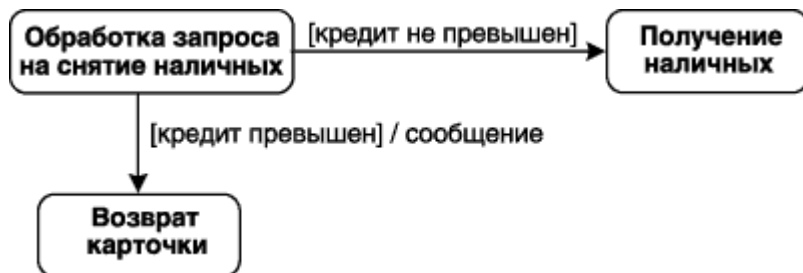 Обработка запроса
на снятие наличных
[кредит не превышен]
Получение
наличных
[кредит превышен] / сообщение
Возврат
карточки